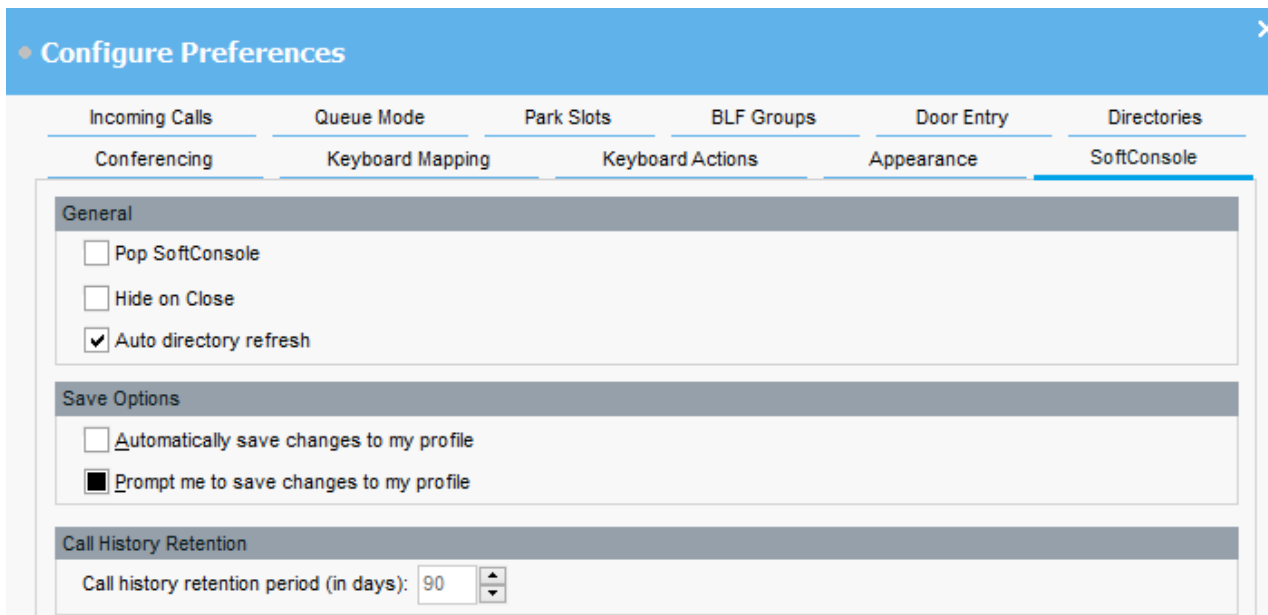 Configure Preferences
Incoming Calls Queue Mode Park Slots BLF Groups Door Entry Directories
Conferencing Keyboard Mapping Keyboard Actions Appearance SoftConsole
General
Pop SoftConsole
Hide on Close
Auto directory refresh
Save Options
Automatically save changes to my profile
Prompt me to save changes to my profile
Call History Retention
Call history retention period (in days): 90